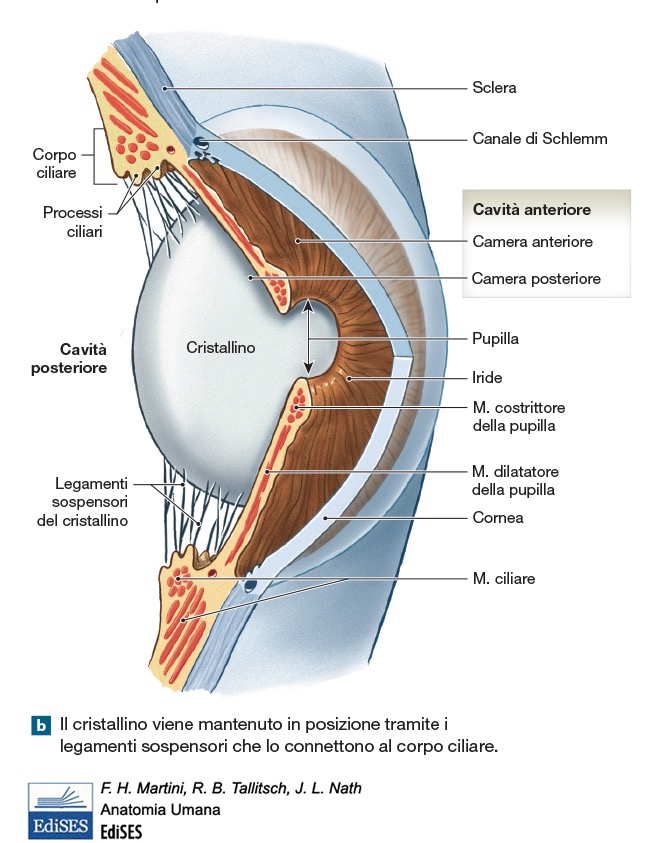 Sclera
Canale di Schlemm
Corpo
ciliare
Cavità anteriore
Processi
ciliari
Camera anteriore
Camera posteriore
Pupilla
Cavità
posteriore
Cristallino
Iride
M. costrittore
della pupilla
M. dilatatore
della pupilla
Legamenti
sospensori
del cristallino
Cornea
M. ciliare
b Il cristallino viene mantenuto in posizione tramite i
legamenti sospensori che lo connettono al corpo ciliare.
F. H. Martini, R. B. Tallitsch, J. L. Nath
Anatomia Umana
EdiSES
EdiSES